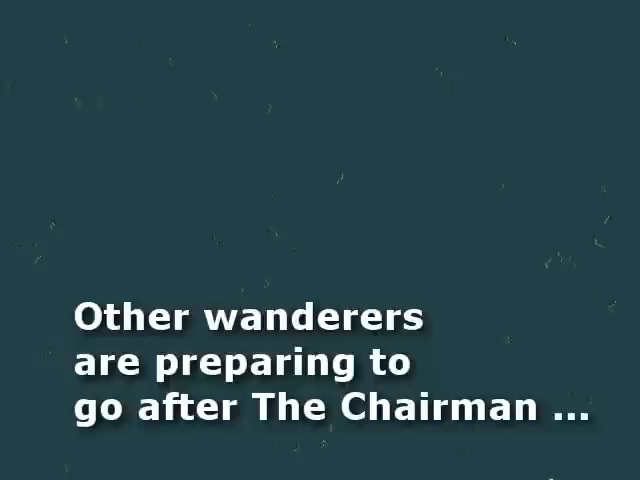 Other wanderers
are preparing to
go after The Chairman ...